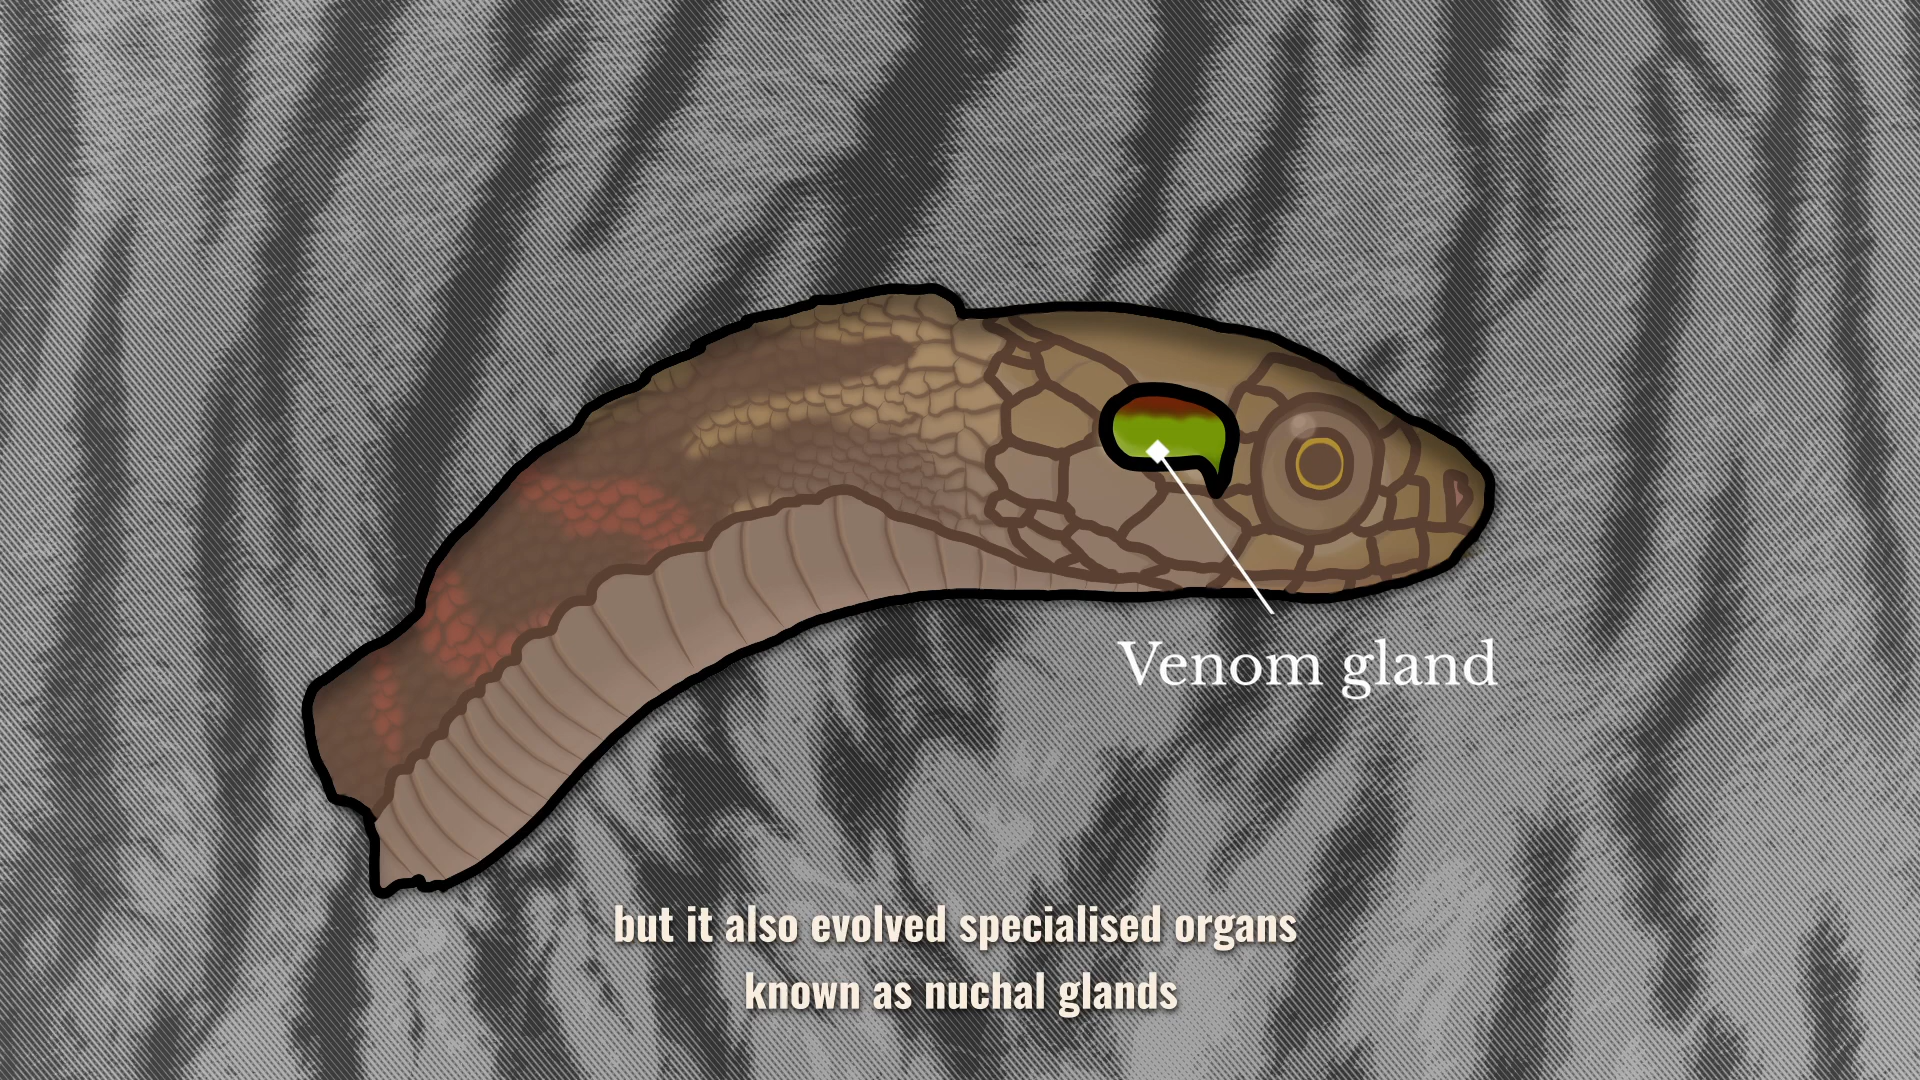 Venom gland
but it also evolved specialised organs
known as nuchal glands